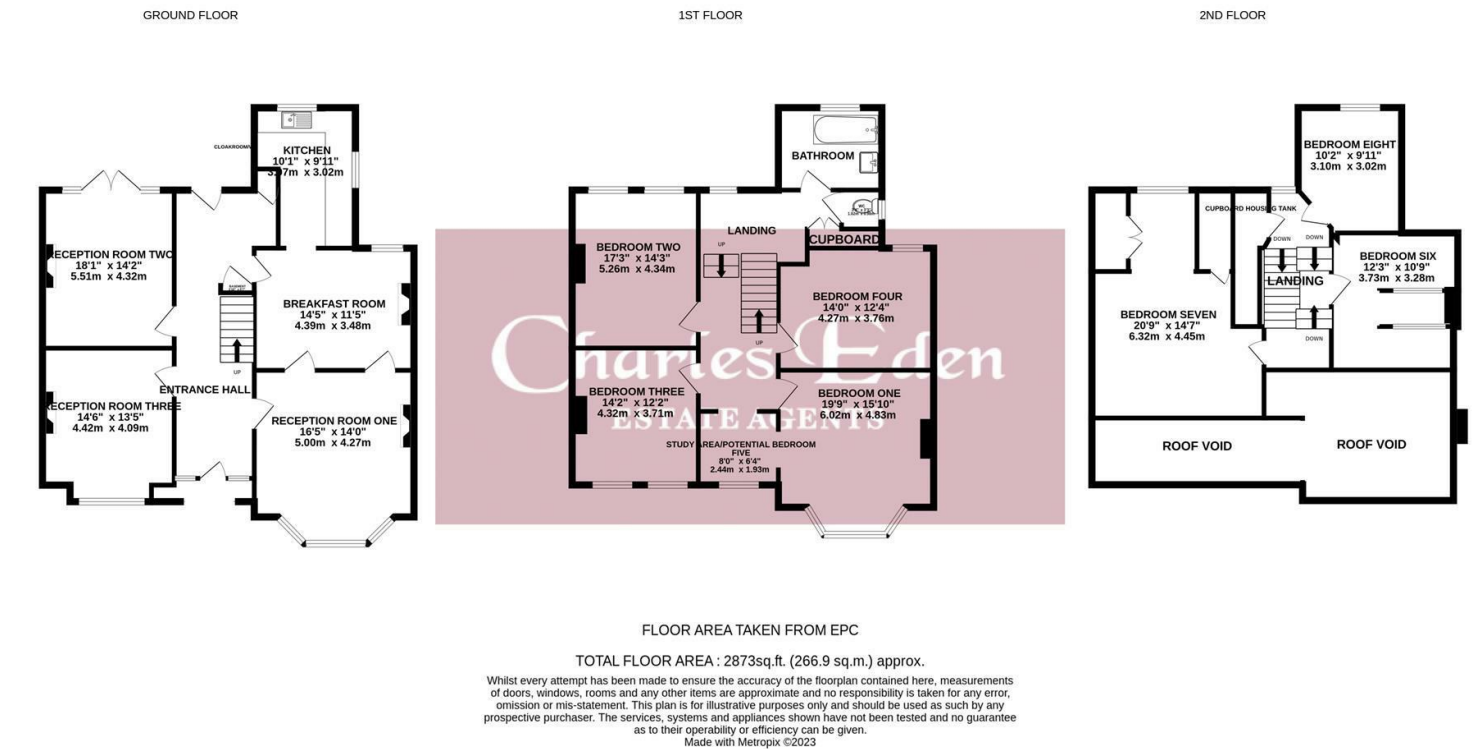 GROUND FLOOR
1ST FLOOR
2ND FLOOR
KITCHEN
10'1" x 9'11"
3.07m x 3.02m
RECEPTION ROOM TWO
18'1" x 14'2"
5.51m x 4.32m
BREAKFAST ROOM
14'5" x 11'5"
4.39m x 3.48m
UP
ENTRANCE HALL
RECEPTION ROOM THREE
14'6" x 13'5"
4.42m x 4.09m
RECEPTION ROOM ONE
16'5" x 14'0"
5.00m x 4.27m
BATHROOM
WC
LANDING
CUPBOARD
UP
BEDROOM TWO
17'3" x 14'3"
5.26m x 4.34m
BEDROOM FOUR
14'0" x 12'4"
4.27m x 3.76m
UP
Charles Eden
ESTATE AGENTS
BEDROOM THREE
14'2" x 12'2"
4.32m x 3.71m
BEDROOM ONE
19'9" x 15'10"
6.02m x 4.83m
STUDY AREA/POTENTIAL BEDROOM
FIVE
8'0" x 6'4"
2.44m x 1.93m
BEDROOM EIGHT
10'2" x 9'11"
3.10m x 3.02m
CUPBOARD HOUSING TANK
DOWN
DOWN
LANDING
BEDROOM SIX
12'3" x 10'9"
3.73m x 3.28m
BEDROOM SEVEN
20'9" x 14'7"
6.32m x 4.45m
DOWN
ROOF VOID
ROOF VOID
FLOOR AREA TAKEN FROM EPC
TOTAL FLOOR AREA : 2873sq.ft. (266.9 sq.m.) approx.
Whilst every attempt has been made to ensure the accuracy of the floorplan contained here, measurements
of doors, windows, rooms and any other items are approximate and no responsibility is taken for any error,
omission or mis-statement. This plan is for illustrative purposes only and should be used as such by any
prospective purchaser. The services, systems and appliances shown have not been tested and no guarantee
as to their operability or efficiency can be given.
Made with Metropix ©2023